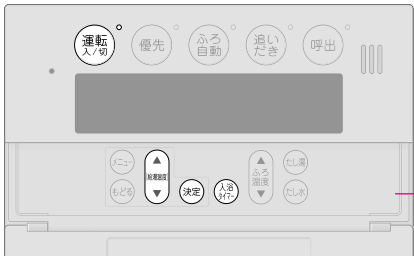 運転
入/切
優先
ふろ
自動
追い
だき
呼出
メニュー
給湯温度
ふろ
温度
たし湯
もどる
決定
入浴
タイマー
たし水